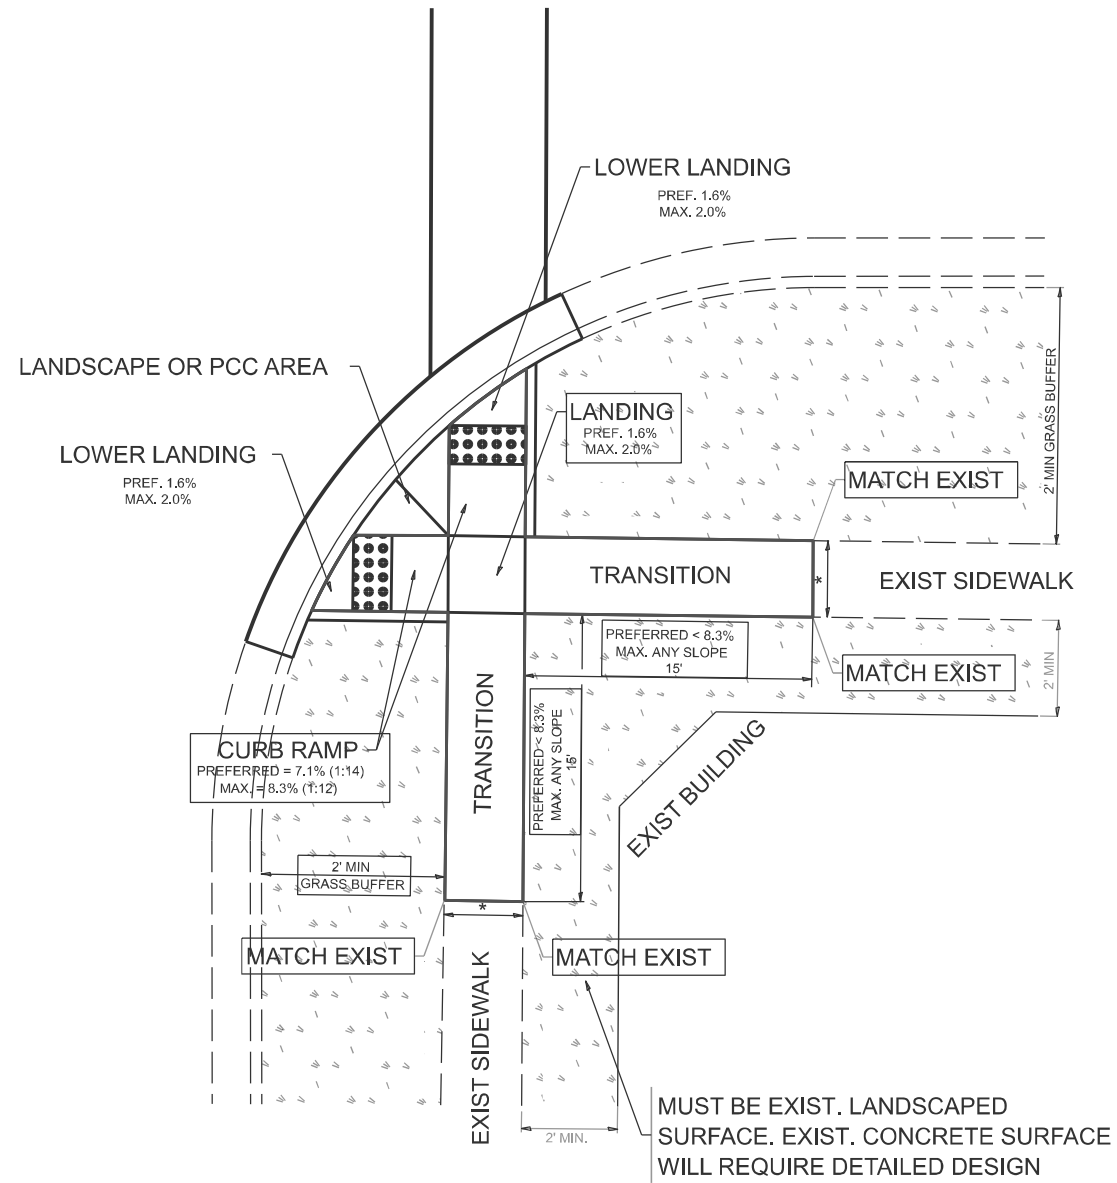 LOWER LANDING
PREF. 1.6%
MAX. 2.0%
LANDSCAPE OR PCC AREA
LANDING
PREF. 1.6%
MAX. 2.0%
2' MIN GRASS BUFFER
LOWER LANDING
PREF. 1.6%
MAX. 2.0%
MATCH EXIST
TRANSITION
*
EXIST SIDEWALK
PREFERRED < 8.3%
MAX. ANY SLOPE
15'
MATCH EXIST
2' MIN
TRANSITION
PREFERRED < 8.3%
MAX. ANY SLOPE
15'
CURB RAMP
PREFERRED = 7.1% (1:14)
MAX. = 8.3% (1:12)
EXIST BUILDING
2' MIN
GRASS BUFFER
*
MATCH EXIST
MATCH EXIST
EXIST SIDEWALK
2' MIN.
MUST BE EXIST. LANDSCAPED
SURFACE. EXIST. CONCRETE SURFACE
WILL REQUIRE DETAILED DESIGN